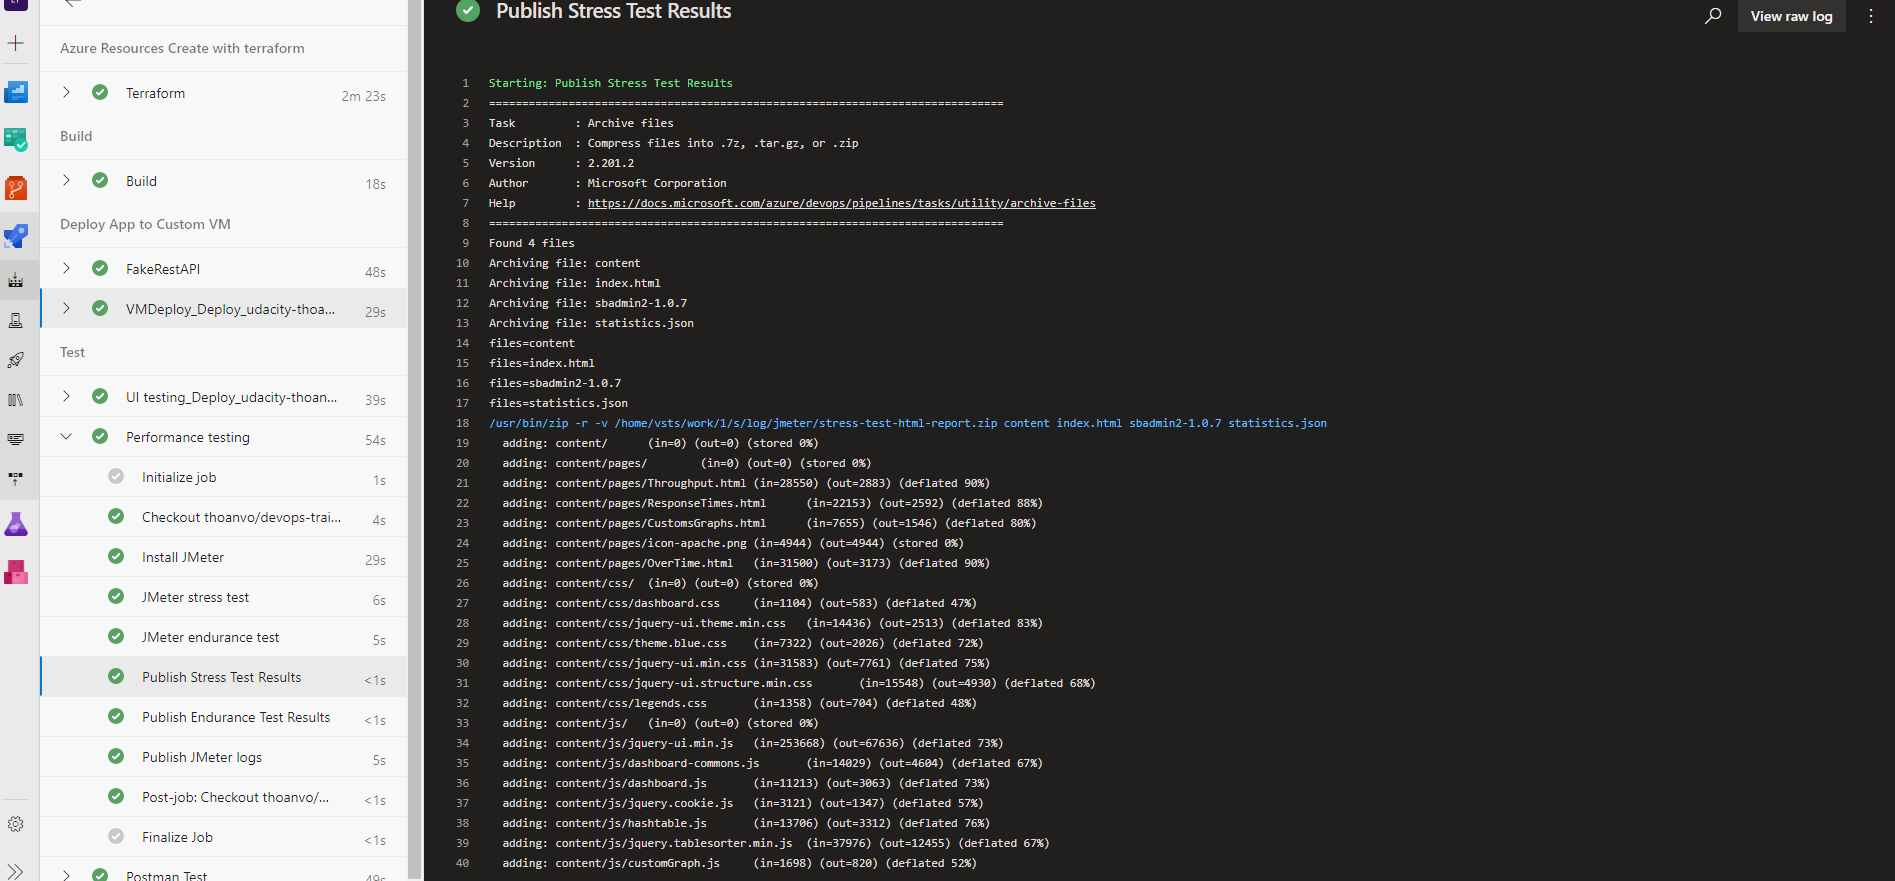 Azure Resources Create with terraform
Terraform
2m 23s
Build
Build
18s
Deploy App to Custom VM
FakeRestAPI
48s
VMDeploy_Deploy_udacity-thoa...
29s
Test
UI testing_Deploy_udacity-thoan...
39s
Performance testing
54s
Initialize job
1s
Checkout thoanvo/devops-trai...
4s
Install JMeter
29s
JMeter stress test
6s
JMeter endurance test
5s
Publish Stress Test Results
<1s
Publish Endurance Test Results
<1s
Publish JMeter logs
5s
Post-job: Checkout thoanvo/...
<1s
Finalize Job
<1s
Postman Test
49s
Publish Stress Test Results
View raw log
1 Starting: Publish Stress Test Results
2 ==============================================================================
3 Task         : Archive files
4 Description  : Compress files into .7z, .tar.gz, or .zip
5 Version      : 2.201.2
6 Author       : Microsoft Corporation
7 Help         : https://docs.microsoft.com/azure/devops/pipelines/tasks/utility/archive-files
8 ==============================================================================
9 Found 4 files
10 Archiving file: content
11 Archiving file: index.html
12 Archiving file: sbadmin2-1.0.7
13 Archiving file: statistics.json
14 files=content
15 files=index.html
16 files=sbadmin2-1.0.7
17 files=statistics.json
18 /usr/bin/zip -r -v /home/vsts/work/1/s/log/jmeter/stress-test-html-report.zip content index.html sbadmin2-1.0.7 statistics.json
19 adding: content/ (in=0) (out=0) (stored 0%)
20 adding: content/pages/ (in=0) (out=0) (stored 0%)
21 adding: content/pages/Throughput.html (in=28550) (out=2883) (deflated 90%)
22 adding: content/pages/ResponseTimes.html (in=22153) (out=2592) (deflated 88%)
23 adding: content/pages/CustomsGraphs.html (in=7655) (out=1546) (deflated 80%)
24 adding: content/pages/icon-apache.png (in=4944) (out=4944) (stored 0%)
25 adding: content/pages/OverTime.html (in=31500) (out=3173) (deflated 90%)
26 adding: content/css/ (in=0) (out=0) (stored 0%)
27 adding: content/css/dashboard.css (in=1104) (out=583) (deflated 47%)
28 adding: content/css/jquery-ui.theme.min.css (in=14436) (out=2513) (deflated 83%)
29 adding: content/css/theme.blue.css (in=7322) (out=2026) (deflated 72%)
30 adding: content/css/jquery-ui.min.css (in=31583) (out=7761) (deflated 75%)
31 adding: content/css/jquery-ui.structure.min.css (in=15548) (out=4930) (deflated 68%)
32 adding: content/css/legends.css (in=1358) (out=704) (deflated 48%)
33 adding: content/js/ (in=0) (out=0) (stored 0%)
34 adding: content/js/jquery-ui.min.js (in=253668) (out=67636) (deflated 73%)
35 adding: content/js/dashboard-commons.js (in=14029) (out=4604) (deflated 67%)
36 adding: content/js/dashboard.js (in=11213) (out=3063) (deflated 73%)
37 adding: content/js/jquery.cookie.js (in=3121) (out=1347) (deflated 57%)
38 adding: content/js/hashtable.js (in=13706) (out=3312) (deflated 76%)
39 adding: content/js/jquery.tablesorter.min.js (in=37976) (out=12455) (deflated 67%)
40 adding: content/js/customGraph.js (in=1698) (out=820) (deflated 52%)